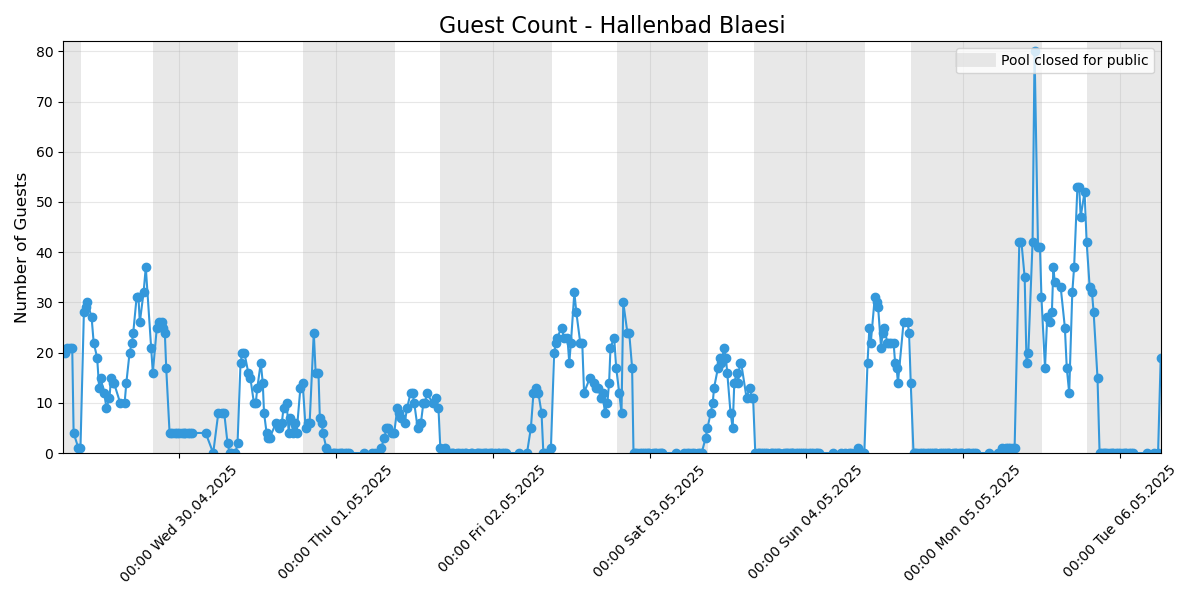 Guest Count - Hallenbad Blaesi
Pool closed for public
Number of Guests
80
70
60
50
40
30
20
10
0
00:00 Wed 30.04.2025
00:00 Thu 01.05.2025
00:00 Fri 02.05.2025
00:00 Sat 03.05.2025
00:00 Sun 04.05.2025
00:00 Mon 05.05.2025
00:00 Tue 06.05.2025